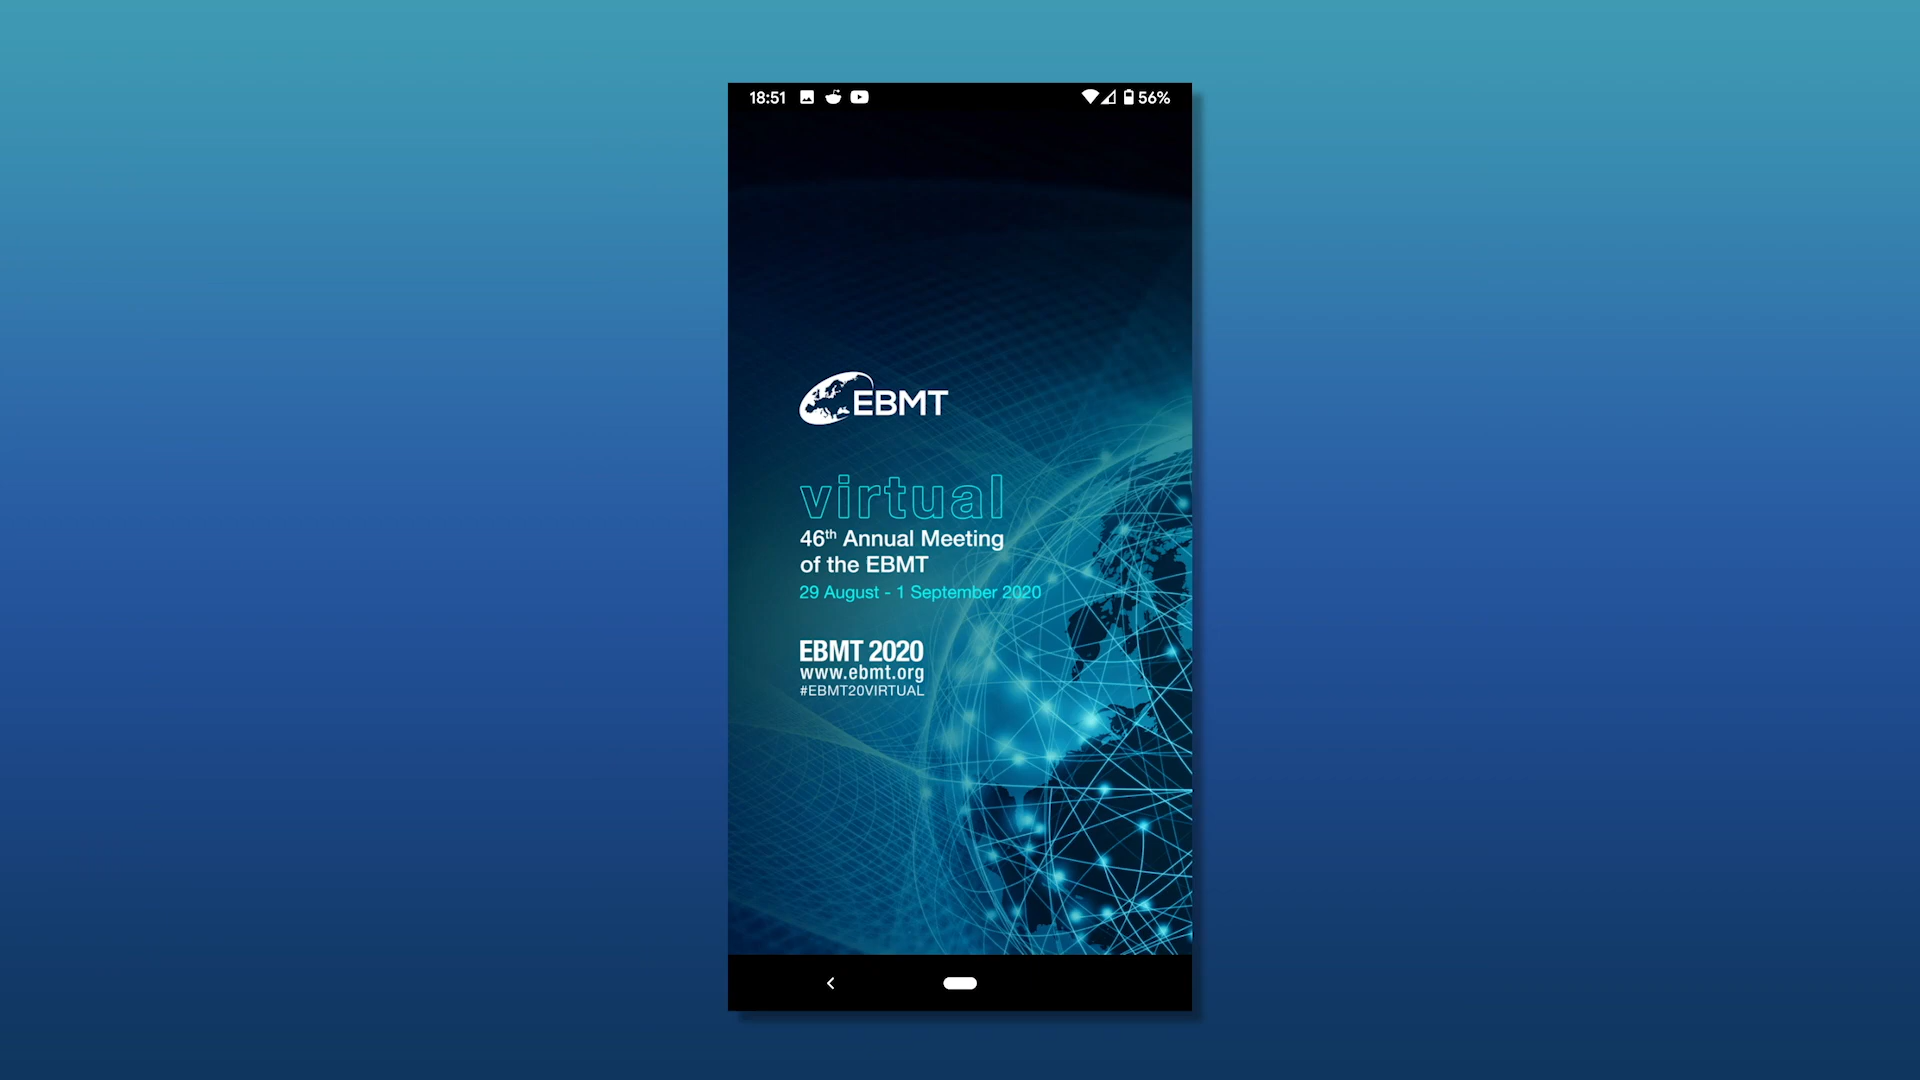 18:51 56%
EBMT
virtual
46th Annual Meeting
of the EBMT
29 August - 1 September 2020
EBMT 2020
www.ebmt.org
#EBMT20VIRTUAL